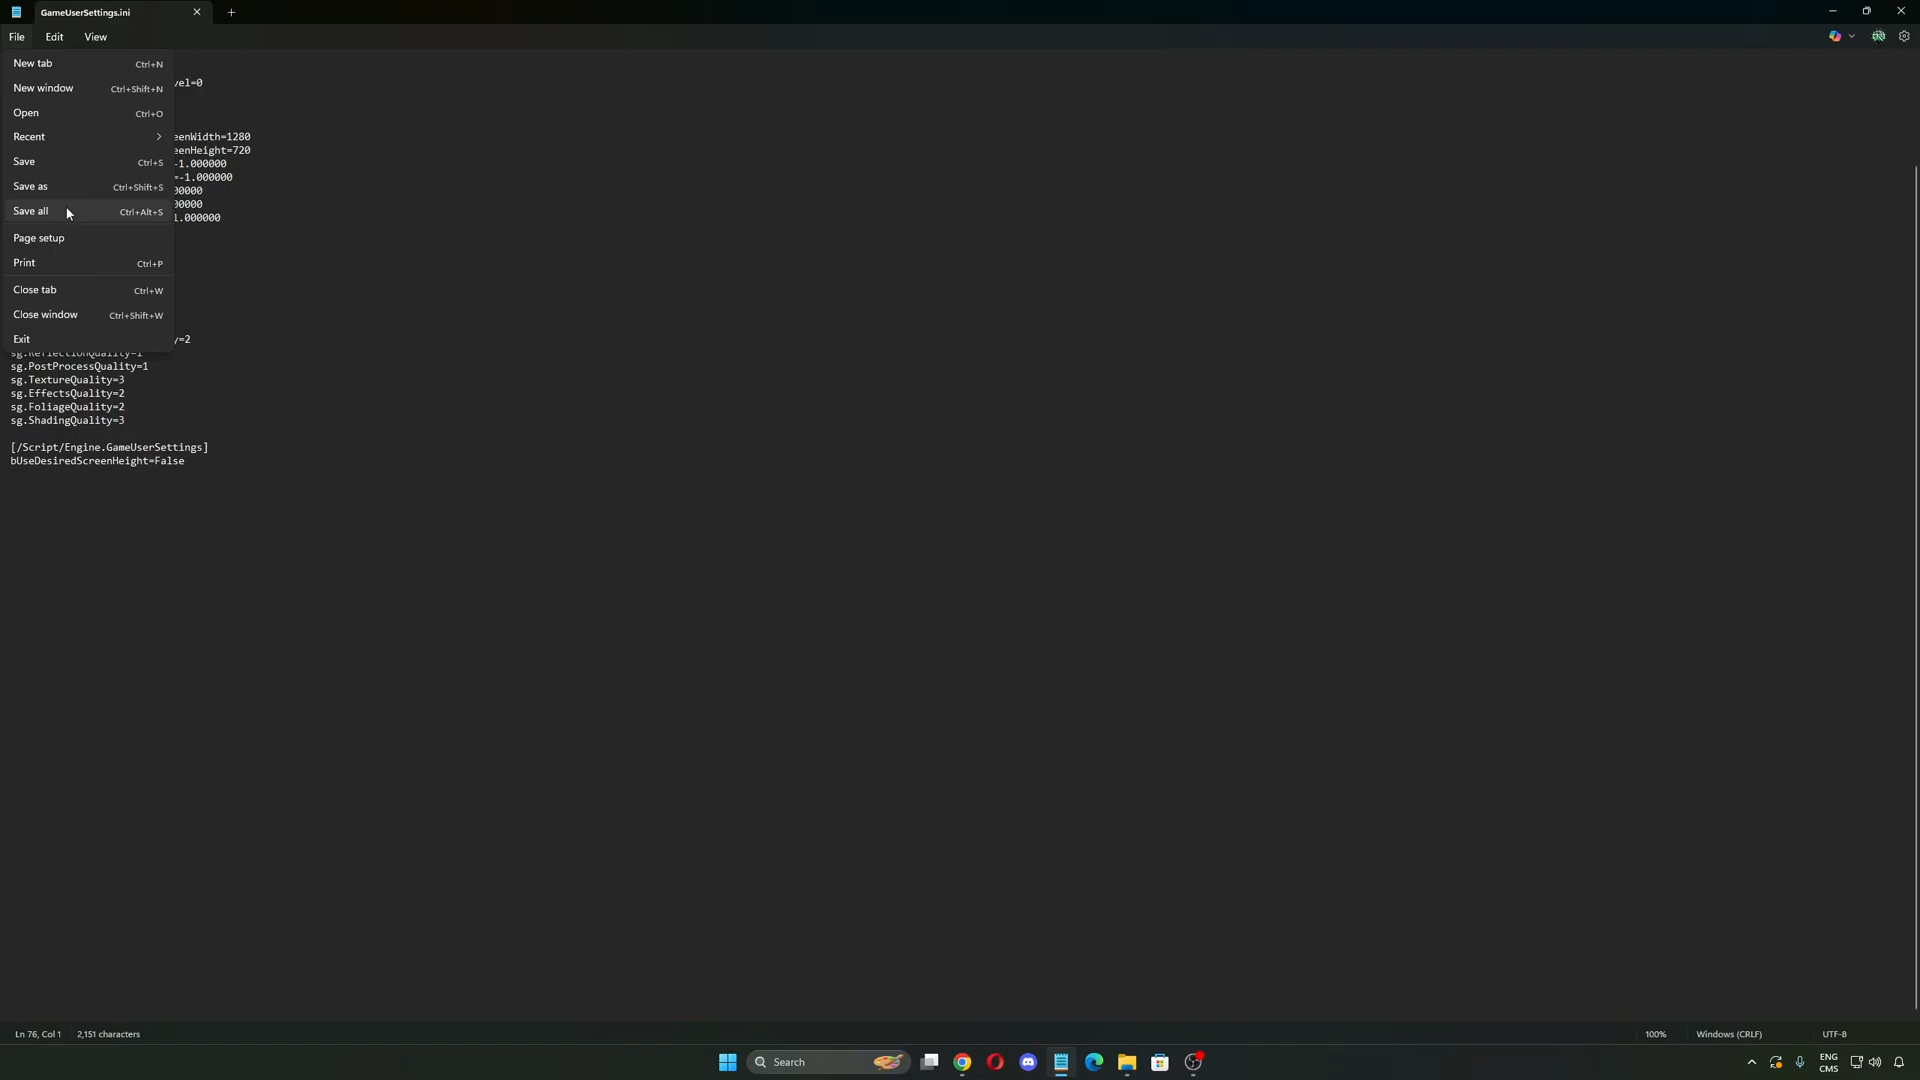 GameUserSettings.ini
File Edit View
New tab Ctrl+N
vel=0
New window Ctrl+Shift+N
Open Ctrl+O
Recent
eenWidth=1280
eenHeight=720
Save Ctrl+S
-1.000000
=-1.000000
Save as Ctrl+Shift+S
00000
00000
Save all Ctrl+Alt+S
1.000000
Page setup
Print Ctrl+P
Close tab Ctrl+W
Close window Ctrl+Shift+W
Exit
y=2
sg.ReflectionQuality=1
sg.PostProcessQuality=1
sg.TextureQuality=3
sg.EffectsQuality=2
sg.FoliageQuality=2
sg.ShadingQuality=3
[/Script/Engine.GameUserSettings]
bUseDesiredScreenHeight=False
Ln 76, Col 1 2,151 characters 100% Windows (CRLF) UTF-8
Search
ENG
CMS